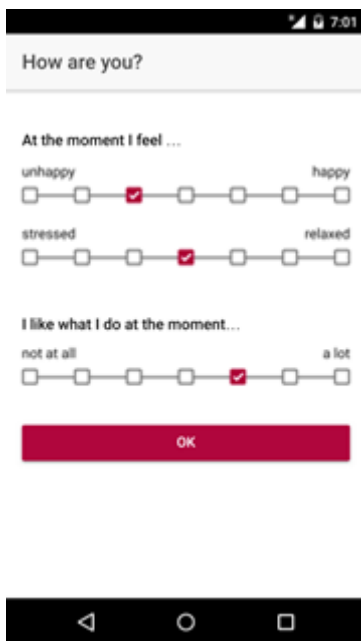 7:01
How are you?
At the moment I feel ...
unhappy happy
stressed relaxed
I like what I do at the moment...
not at all a lot
OK